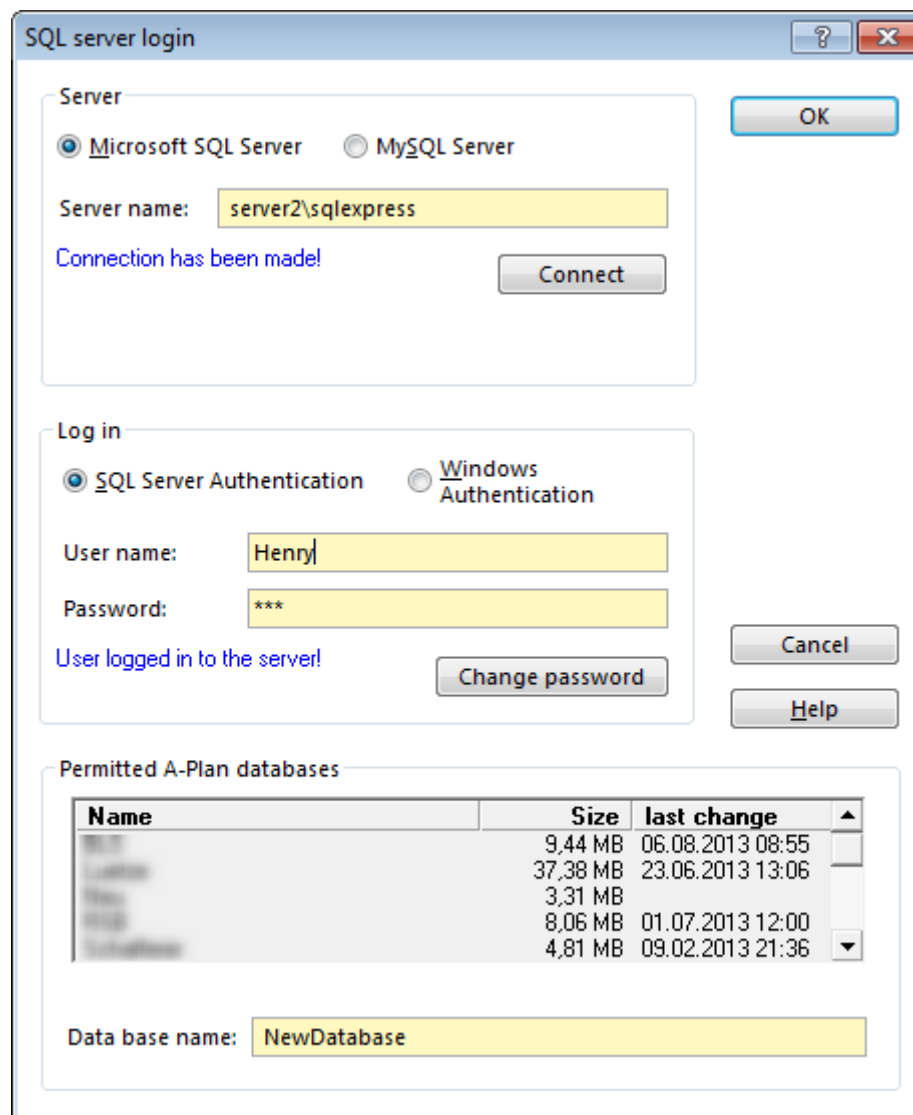 SQL server login
Server
Microsoft SQL Server MySQL Server
OK
Server name: server2\sqlexpress
Connection has been made!
Connect
Log in
SQL Server Authentication Windows Authentication
User name: Henry
Password: ***
User logged in to the server!
Change password
Cancel
Help
Permitted A-Plan databases
Name Size last change
9,44 MB 06.08.2013 08:55
37,38 MB 23.06.2013 13:06
3,31 MB
8,06 MB 01.07.2013 12:00
4,81 MB 09.02.2013 21:36
Data base name: NewDatabase